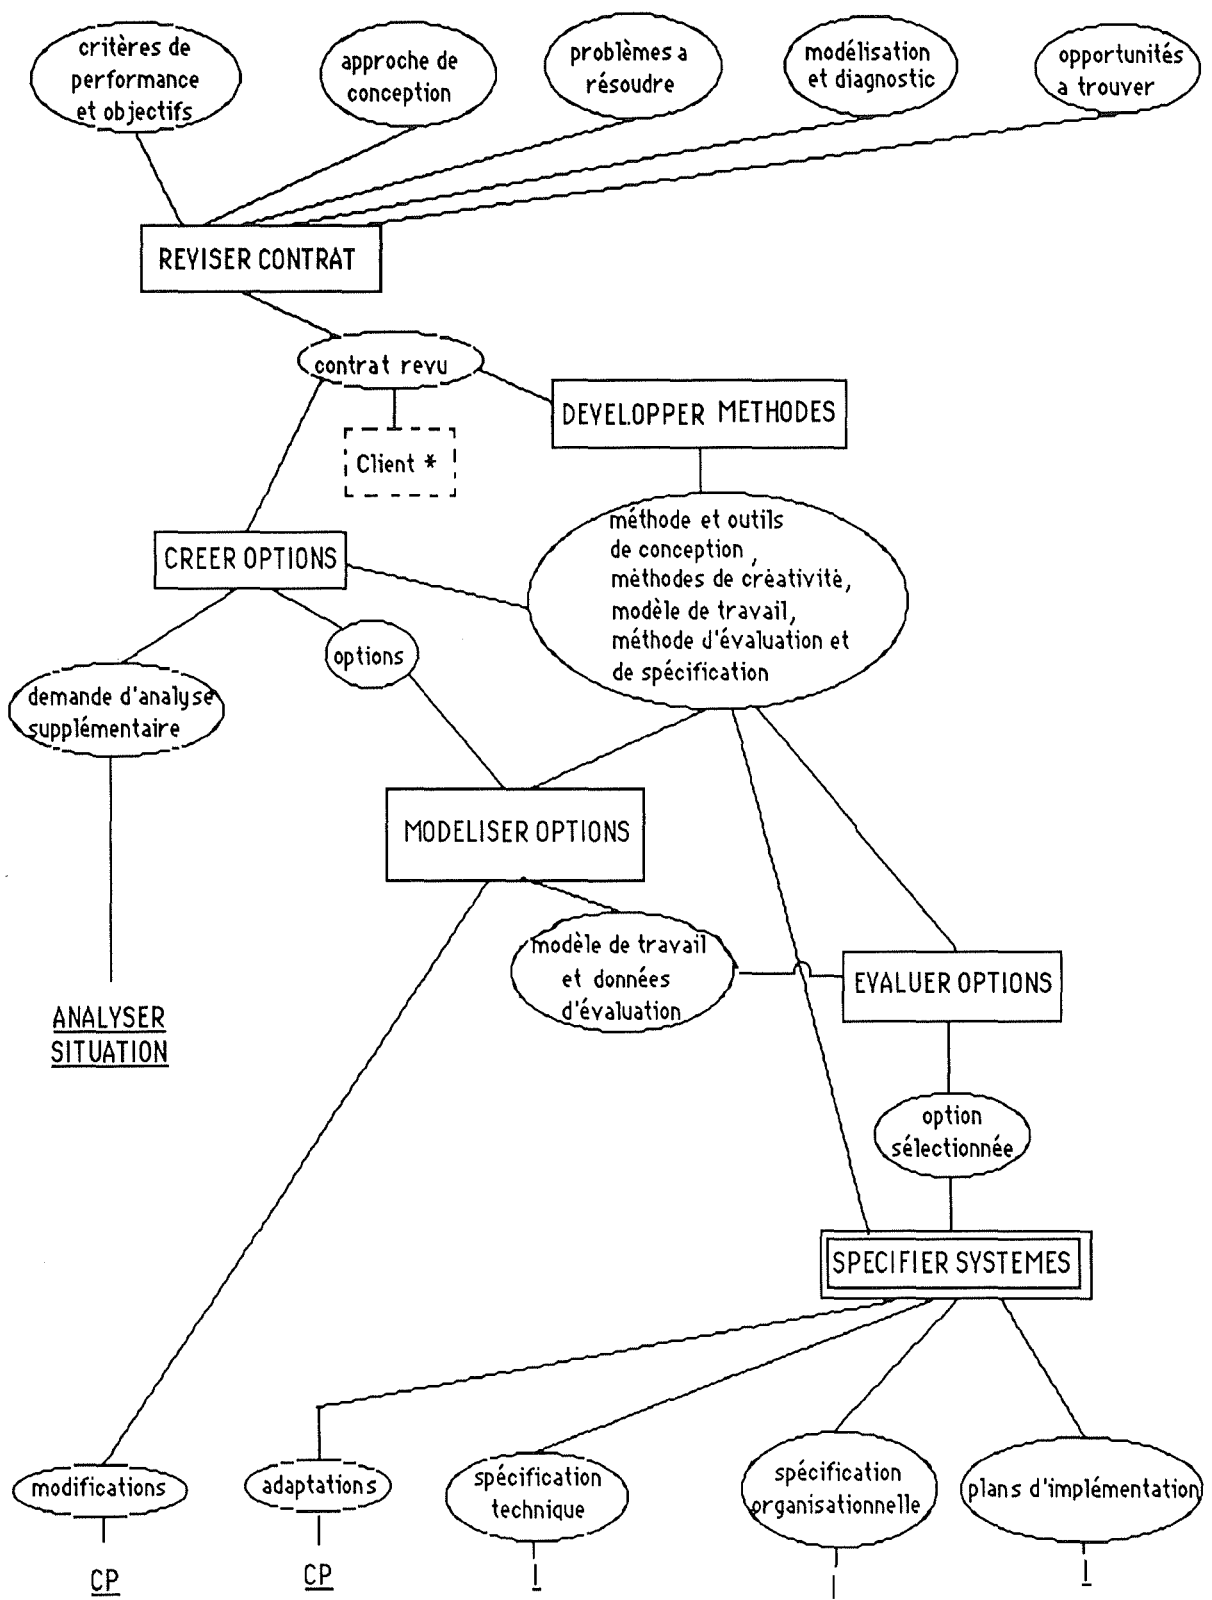 critères de
performance
et objectifs
approche de
conception
problèmes a
résoudre
modélisation
et diagnostic
opportunités
a trouver
REVISER CONTRAT
contrat revu
DEVELOPPER METHODES
Client *
CREER OPTIONS
méthode et outils
de conception ,
méthodes de créativité,
modèle de travail,
méthode d'évaluation et
de spécification
options
demande d'analyse
supplémentaire
MODELISER OPTIONS
modèle de travail
et données
d'évaluation
EVALUER OPTIONS
ANALYSER
SITUATION
option
sélectionnée
SPECIFIER SYSTEMES
modifications
adaptations
spécification
technique
spécification
organisationnelle
plans d'implémentation
CP
CP
I
I
I